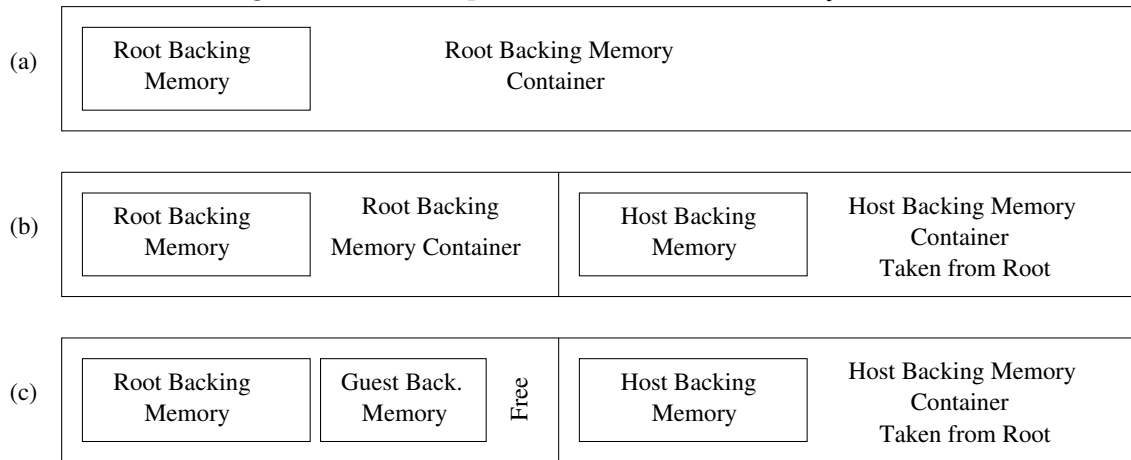 (a)
Root Backing
Memory
Root Backing Memory
Container
(b)
Root Backing
Memory
Root Backing
Memory Container
Host Backing
Memory
Host Backing Memory
Container
Taken from Root
(c)
Root Backing
Memory
Guest Back.
Memory
Free
Host Backing
Memory
Host Backing Memory
Container
Taken from Root